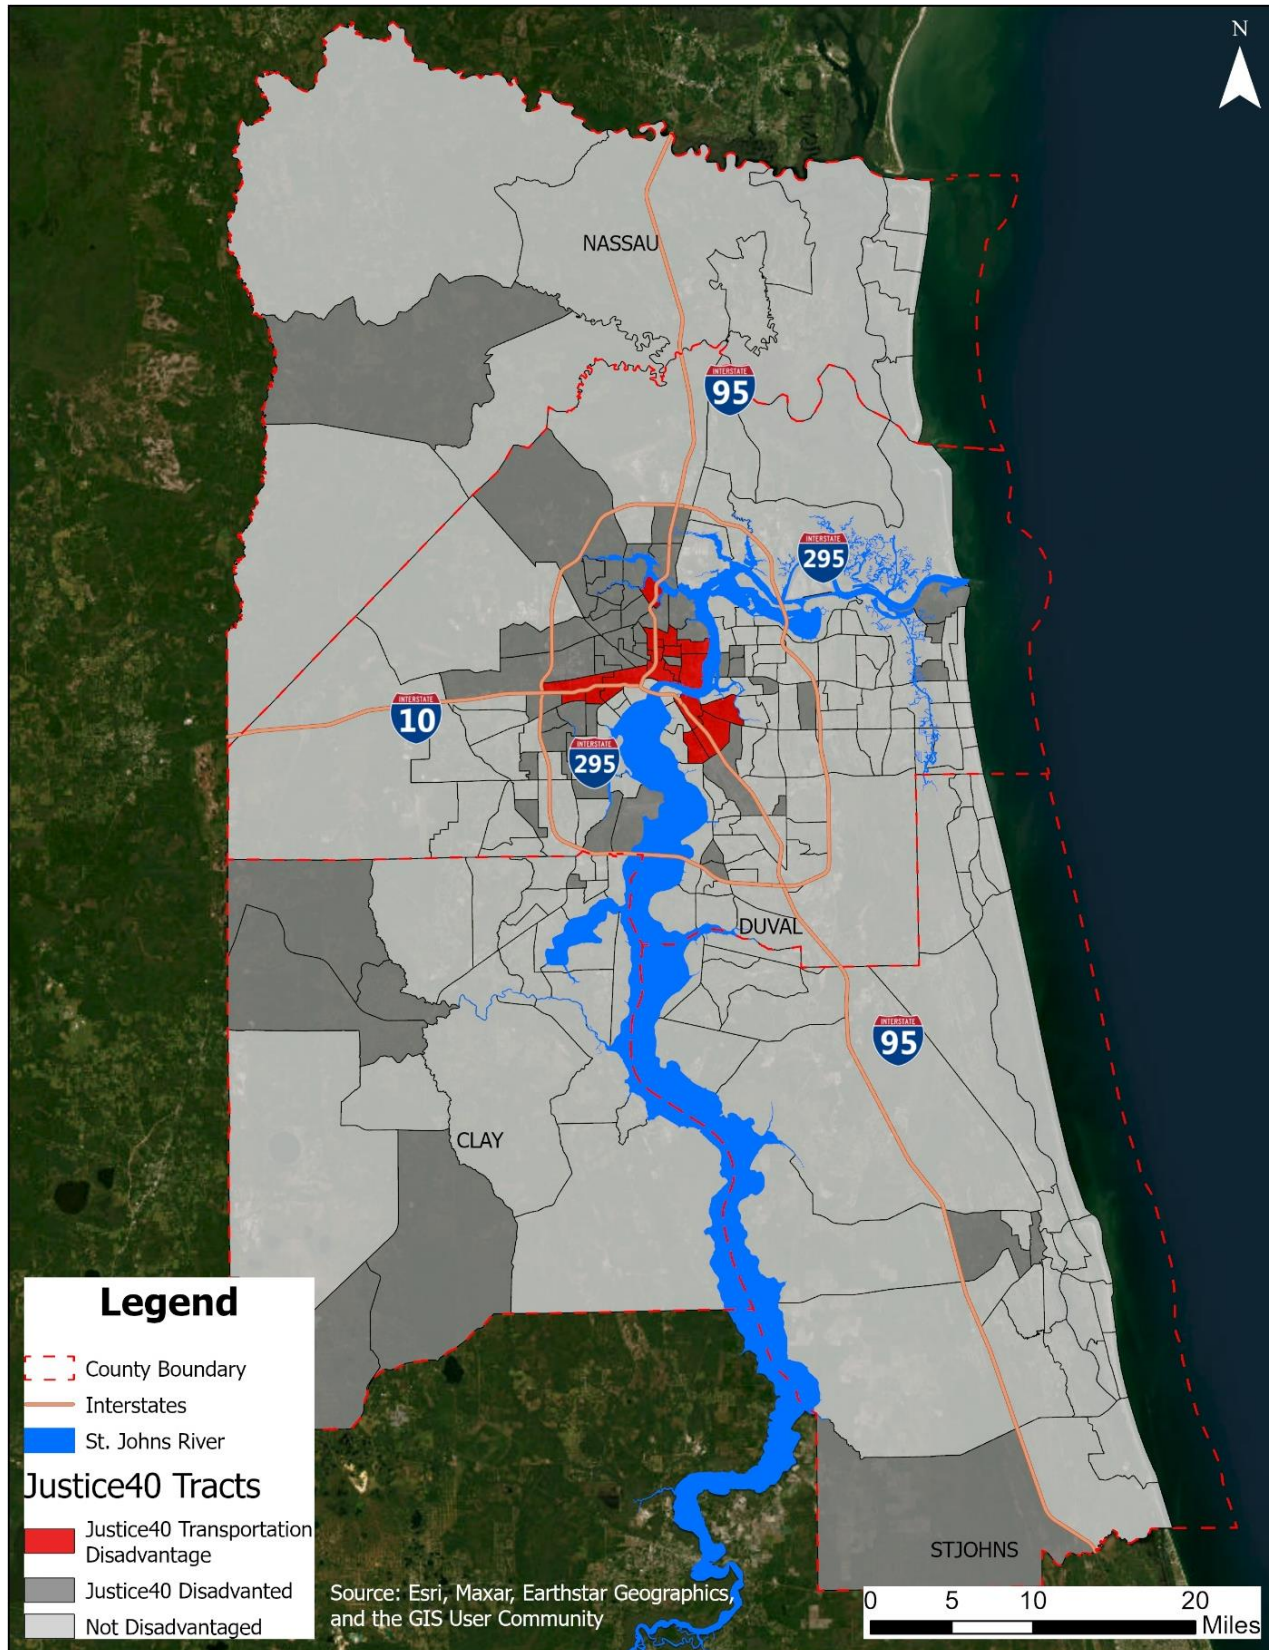 N
NASSAU
INTERSTATE
95
INTERSTATE
295
INTERSTATE
10
INTERSTATE
295
DUVAL
INTERSTATE
95
CLAY
STJOHNS
Legend
County Boundary
Interstates
St. Johns River
Justice40 Tracts
Justice40 Transportation
Disadvantage
Justice40 Disadvanted
Not Disadvantaged
Source: Esri, Maxar, Earthstar Geographics,
and the GIS User Community
0 5 10 20
Miles